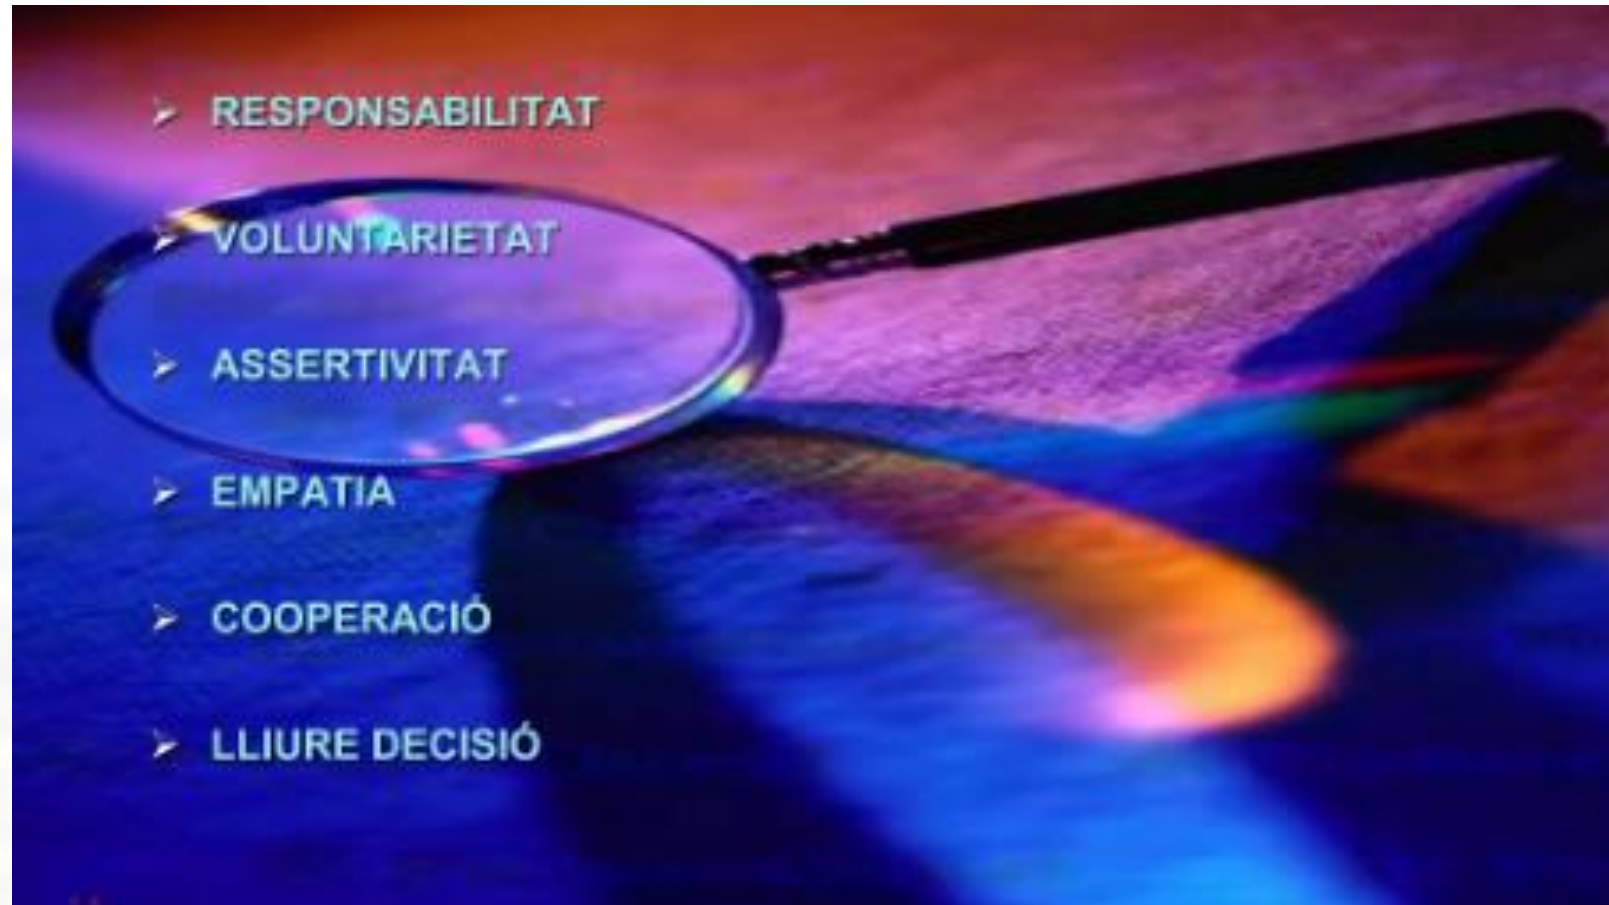 ➢ RESPONSABILITAT
➢ VOLUNTARIETAT
➢ ASSERTIVITAT
➢ EMPATIA
➢ COOPERACIÓ
➢ LLIURE DECISIÓ